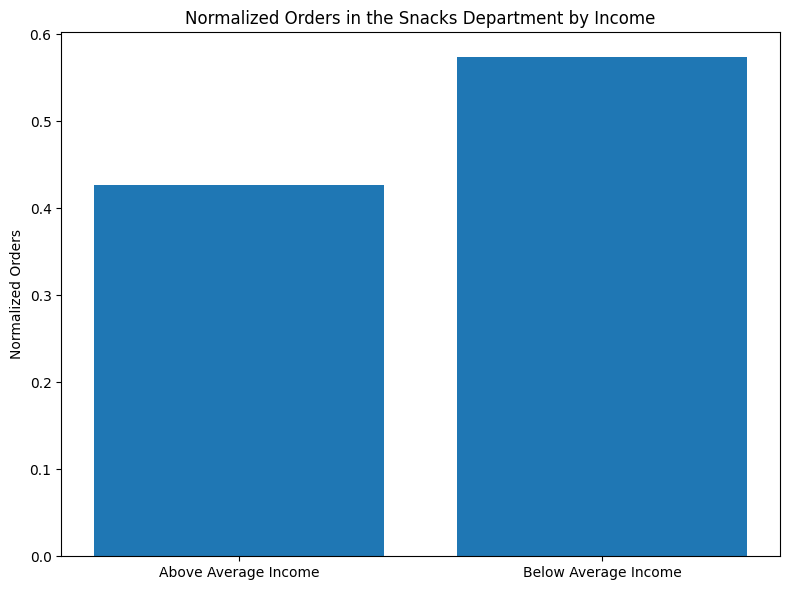 Normalized Orders in the Snacks Department by Income
0.6
0.5
0.4
0.3
0.2
0.1
0.0
Normalized Orders
Above Average Income
Below Average Income